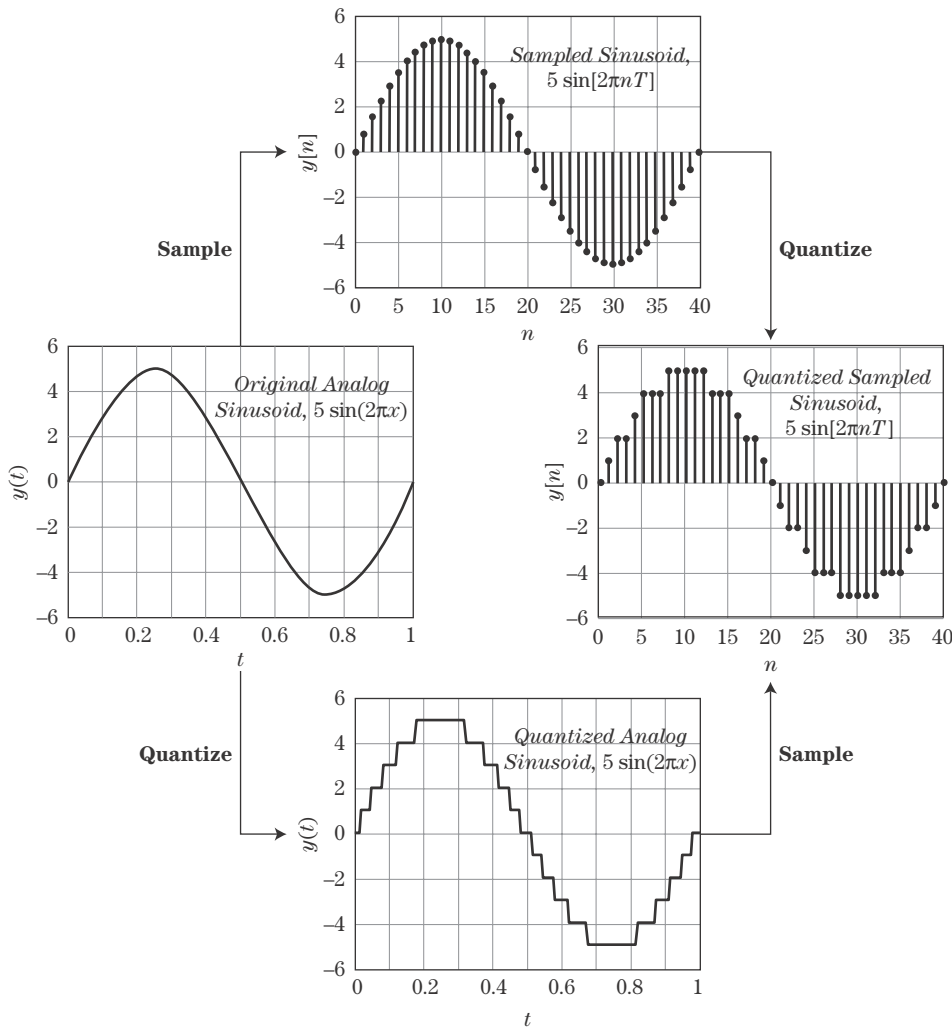 6
4
2
0
−2
−4
−6
y[n]
Sampled Sinusoid,
5 sin[2πnT]
0 5 10 15 20 25 30 35 40
n
Sample
Quantize
6
4
2
0
−2
−4
−6
y(t)
Original Analog
Sinusoid, 5 sin(2πx)
0 0.2 0.4 0.6 0.8 1
t
6
4
2
0
−2
−4
−6
y[n]
Quantized Sampled
Sinusoid,
5 sin[2πnT]
0 5 10 15 20 25 30 35 40
n
Quantize
Sample
6
4
2
0
−2
−4
−6
y(t)
Quantized Analog
Sinusoid, 5 sin(2πx)
0 0.2 0.4 0.6 0.8 1
t